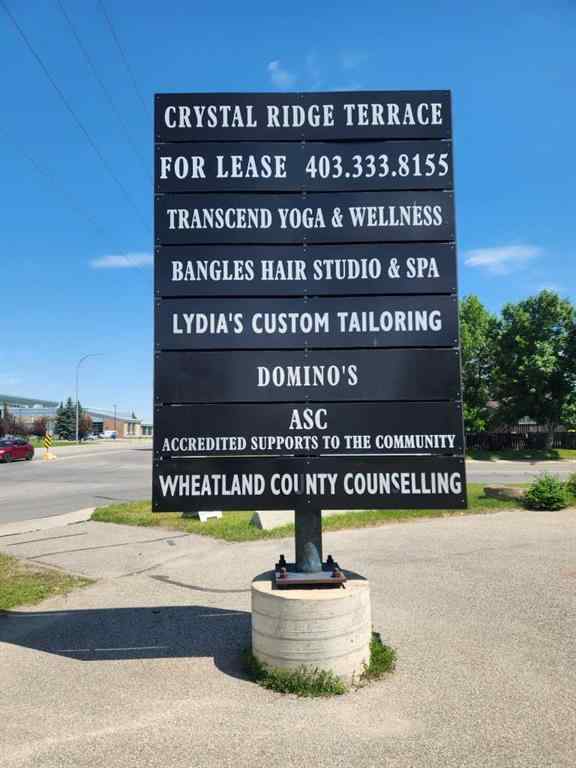 CRYSTAL RIDGE TERRACE
FOR LEASE 403.333.8155
TRANSCEND YOGA & WELLNESS
BANGLES HAIR STUDIO & SPA
LYDIA'S CUSTOM TAILORING
DOMINO'S
ASC
ACCREDITED SUPPORTS TO THE COMMUNITY
WHEATLAND COUNTY COUNSELLING